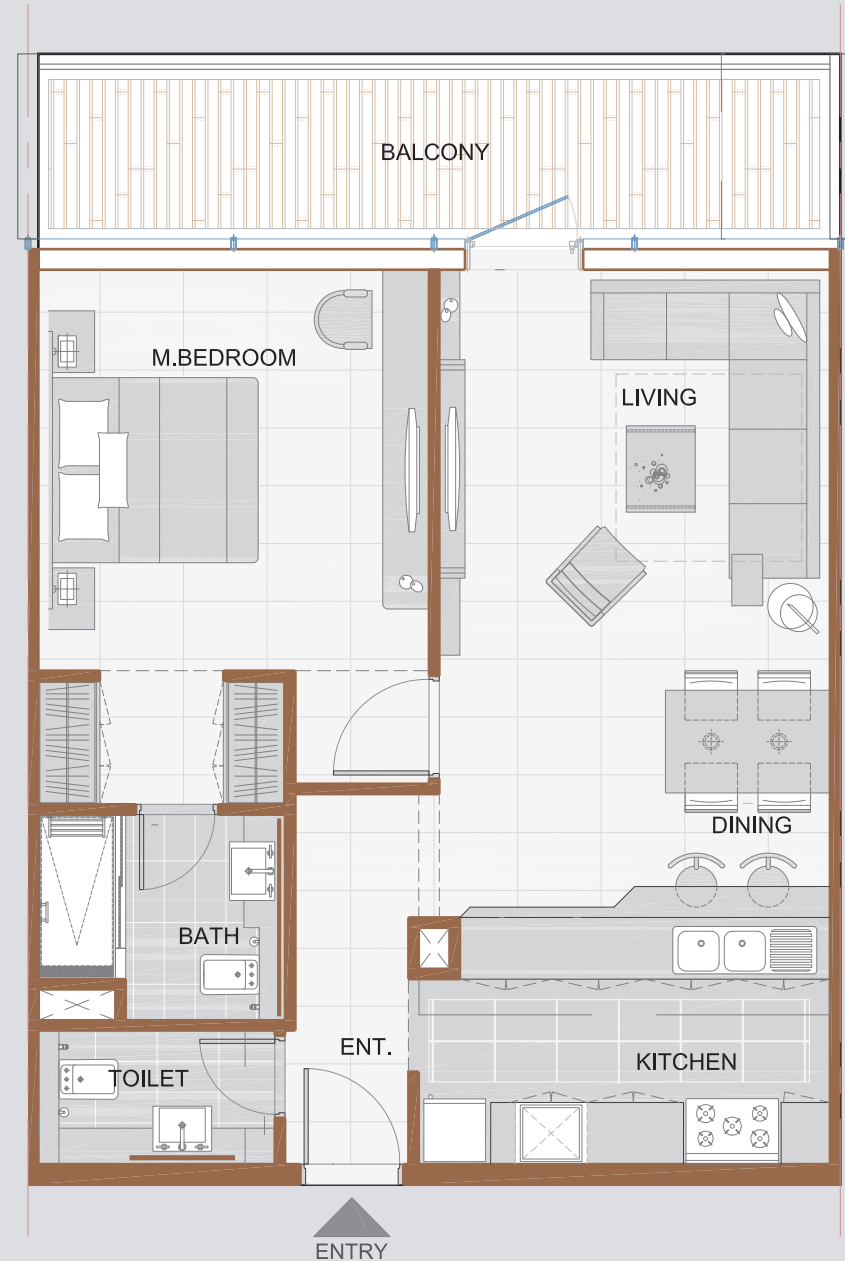 BALCONY
M.BEDROOM
LIVING
DINING
BATH
ENT.
KITCHEN
TOILET
ENTRY